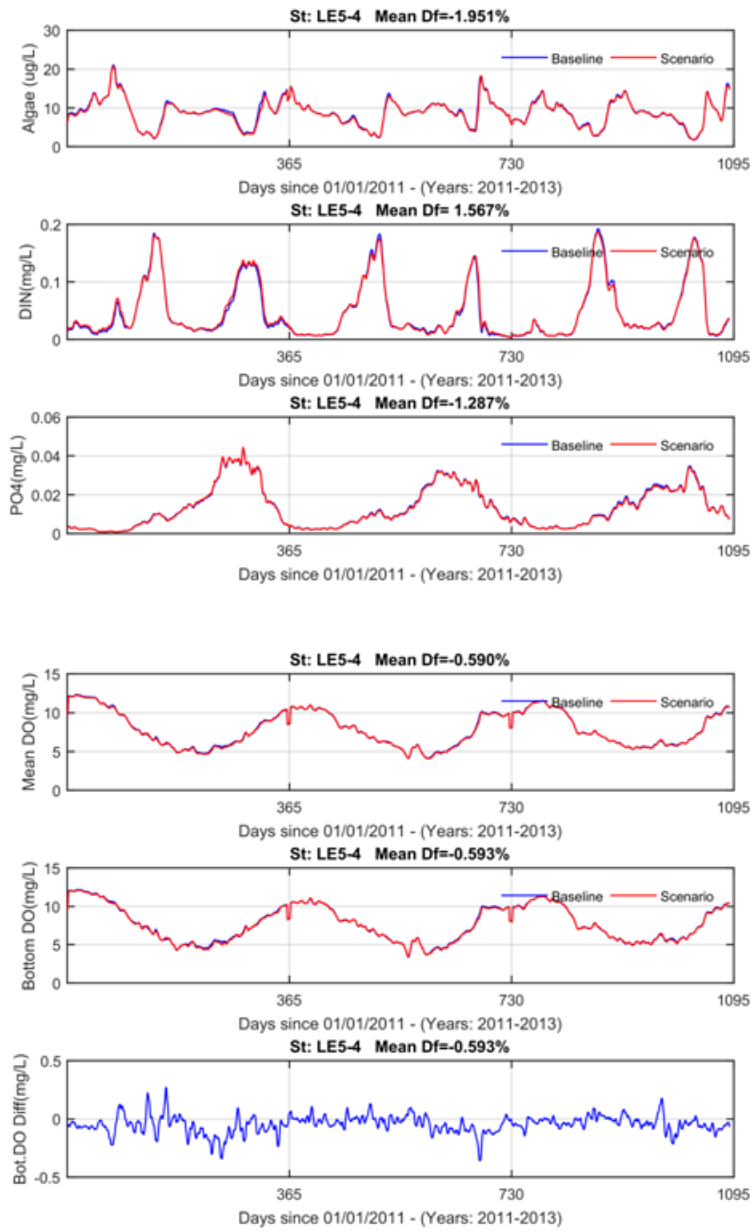 St: LE5-4 Mean Df=-1.951%
30
20
10
0
Algae (ug/L)
Baseline
Scenario
365 730 1095
Days since 01/01/2011 - (Years: 2011-2013)
St: LE5-4 Mean Df= 1.567%
0.2
0.1
0
DIN(mg/L)
Baseline
Scenario
365 730 1095
Days since 01/01/2011 - (Years: 2011-2013)
St: LE5-4 Mean Df=-1.287%
0.06
0.04
0.02
0
PO4(mg/L)
Baseline
Scenario
365 730 1095
Days since 01/01/2011 - (Years: 2011-2013)
St: LE5-4 Mean Df=-0.590%
15
10
5
0
Mean DO(mg/L)
Baseline
Scenario
365 730 1095
Days since 01/01/2011 - (Years: 2011-2013)
St: LE5-4 Mean Df=-0.593%
15
10
5
0
Bottom DO(mg/L)
Baseline
Scenario
365 730 1095
Days since 01/01/2011 - (Years: 2011-2013)
St: LE5-4 Mean Df=-0.593%
0.5
0
-0.5
Bot.DO Diff(mg/L)
365 730 1095
Days since 01/01/2011 - (Years: 2011-2013)